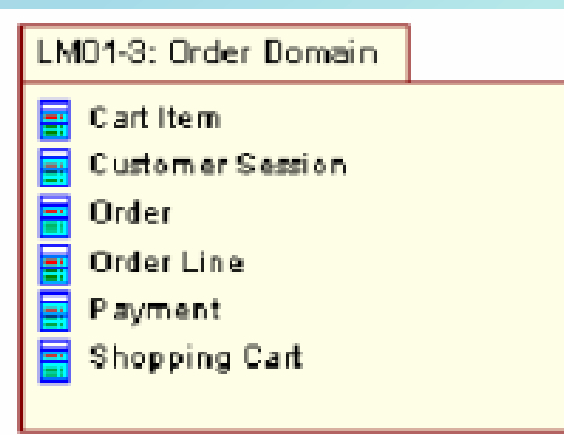 LM01-3: Order Domain
Cart Item
Customer Session
Order
Order Line
Payment
Shopping Cart